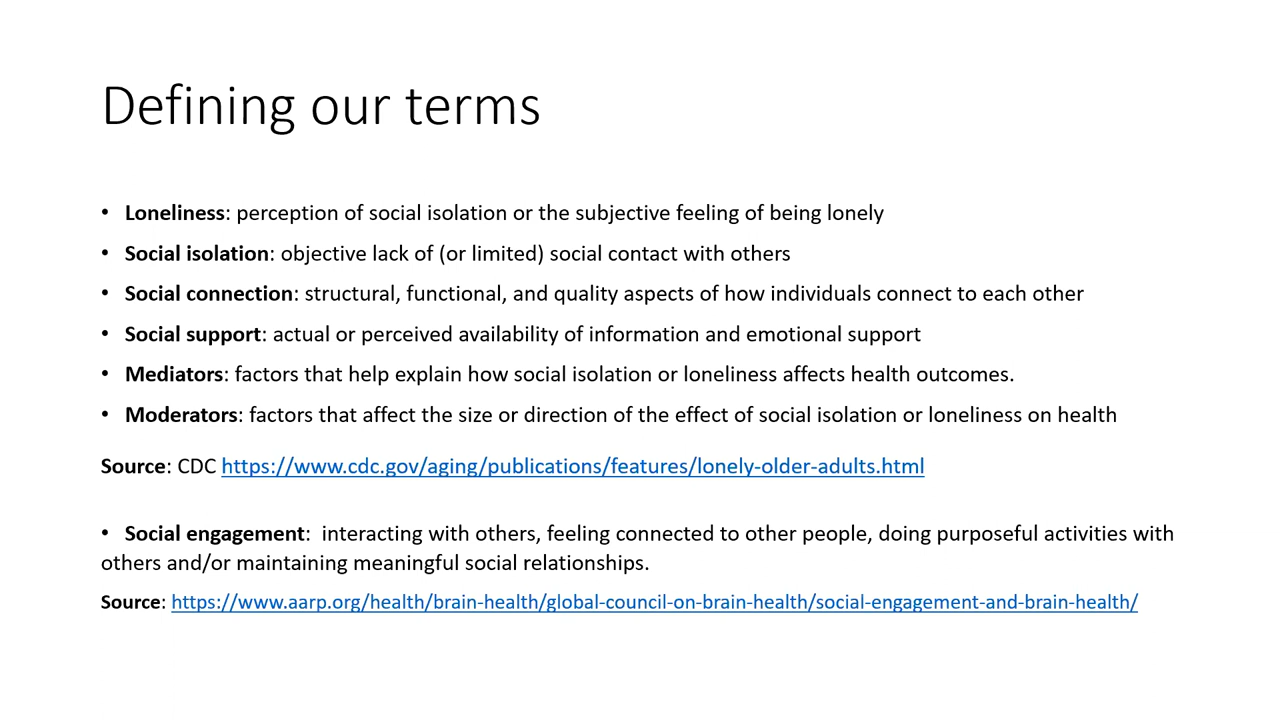 Defining our terms
• Loneliness: perception of social isolation or the subjective feeling of being lonely
• Social isolation: objective lack of (or limited) social contact with others
• Social connection: structural, functional, and quality aspects of how individuals connect to each other
• Social support: actual or perceived availability of information and emotional support
• Mediators: factors that help explain how social isolation or loneliness affects health outcomes.
• Moderators: factors that affect the size or direction of the effect of social isolation or loneliness on health
Source: CDC https://www.cdc.gov/aging/publications/features/lonely-older-adults.html
• Social engagement:  interacting with others, feeling connected to other people, doing purposeful activities with
others and/or maintaining meaningful social relationships.
Source: https://www.aarp.org/health/brain-health/global-council-on-brain-health/social-engagement-and-brain-health/